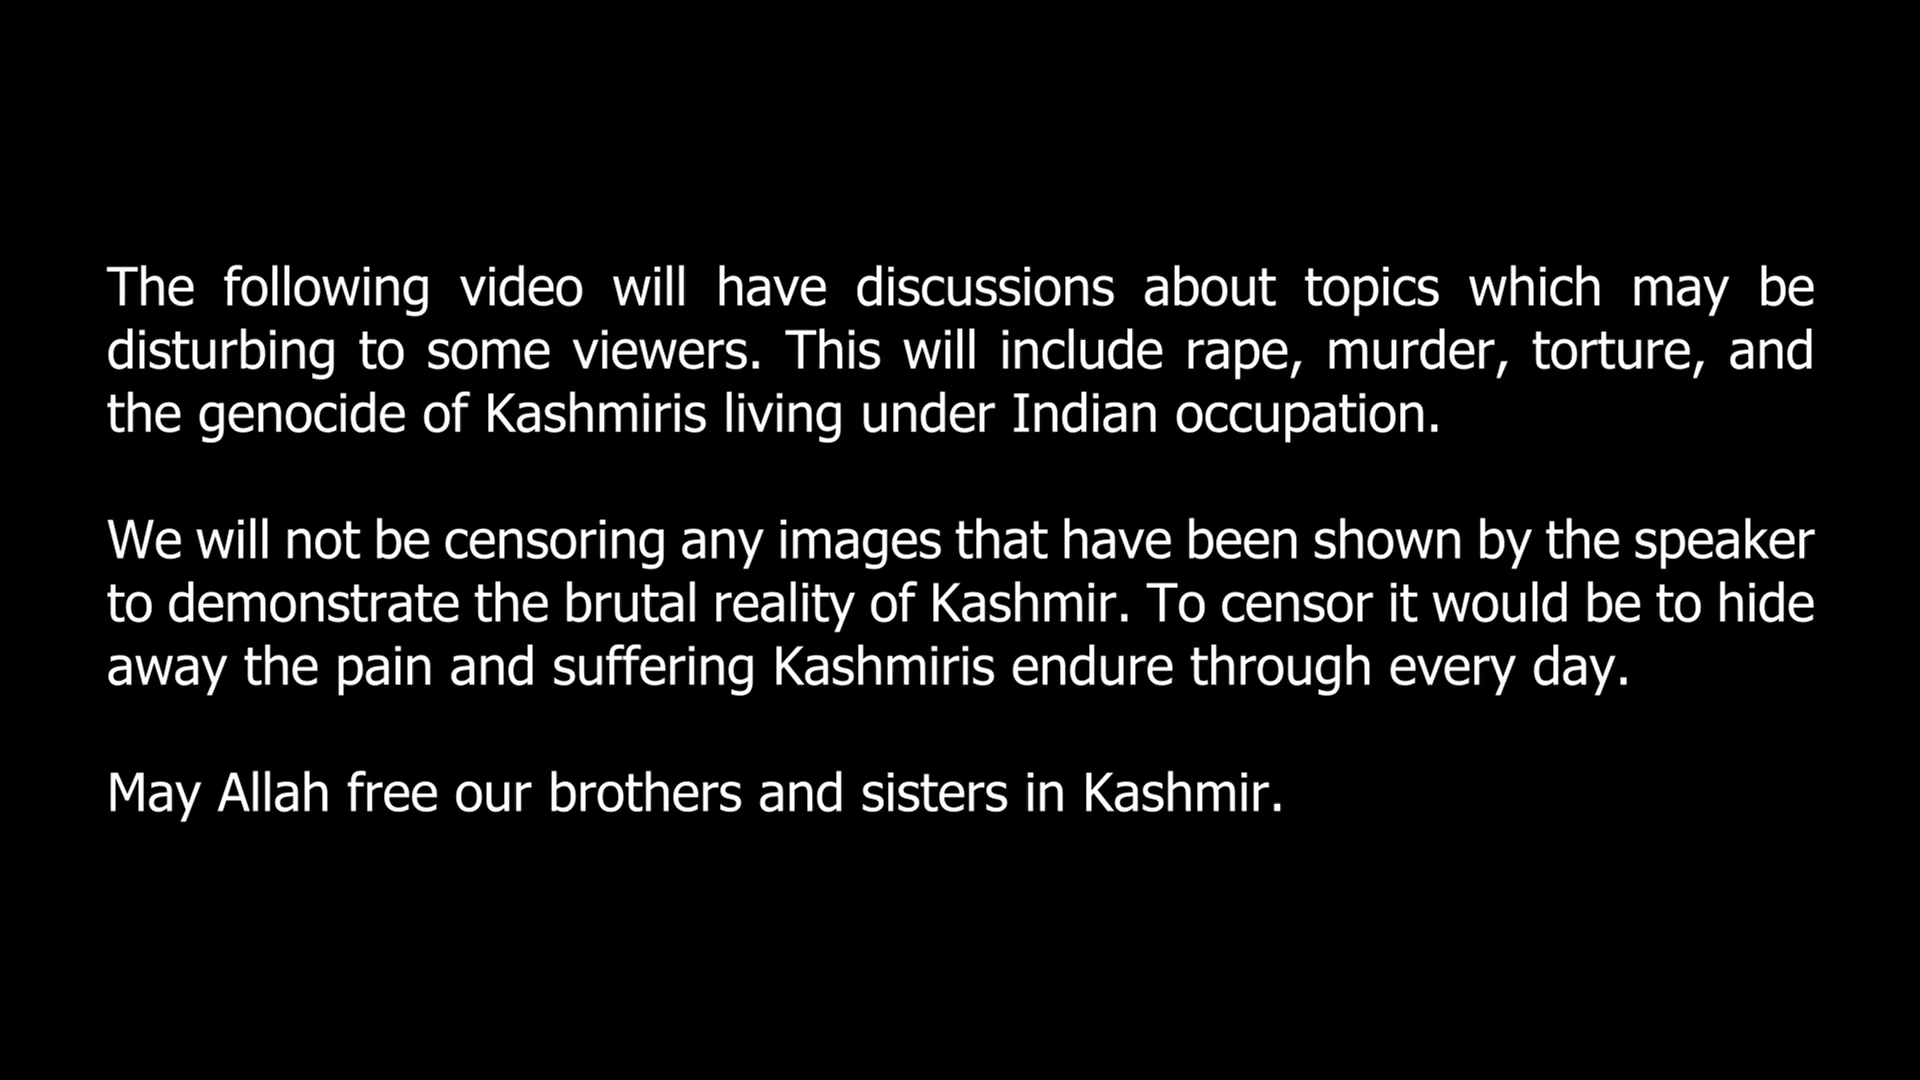 The following video will have discussions about topics which may be
disturbing to some viewers. This will include rape, murder, torture, and
the genocide of Kashmiris living under Indian occupation.
We will not be censoring any images that have been shown by the speaker
to demonstrate the brutal reality of Kashmir. To censor it would be to hide
away the pain and suffering Kashmiris endure through every day.
May Allah free our brothers and sisters in Kashmir.